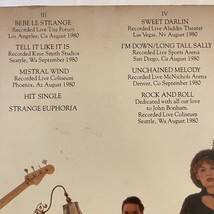 III
BEBE LE STRANGE
Recorded Live The Forum
Los Angeles, CA August 1980
TELL IT LIKE IT IS
Recorded Kaye Smith Studios
Seattle, WA September 1980
MISTRAL WIND
Recorded Live Coliseum
Phoenix, Az August 1980
HIT SINGLE
STRANGE EUPHORIA
IV
SWEET DARLIN
Recorded Live Aladdin Theater
Las Vegas, Nv August 1980
I'M DOWN/LONG TALL SALLY
Recorded Live Sports Arena
San Diego, CA August 1980
UNCHAINED MELODY
Recorded Live McNichols Arena
Denver, Co September 1980
ROCK AND ROLL
Dedicated with all our love
to John Bonham.
Recorded Live Coliseum
Seattle, WA September 1980